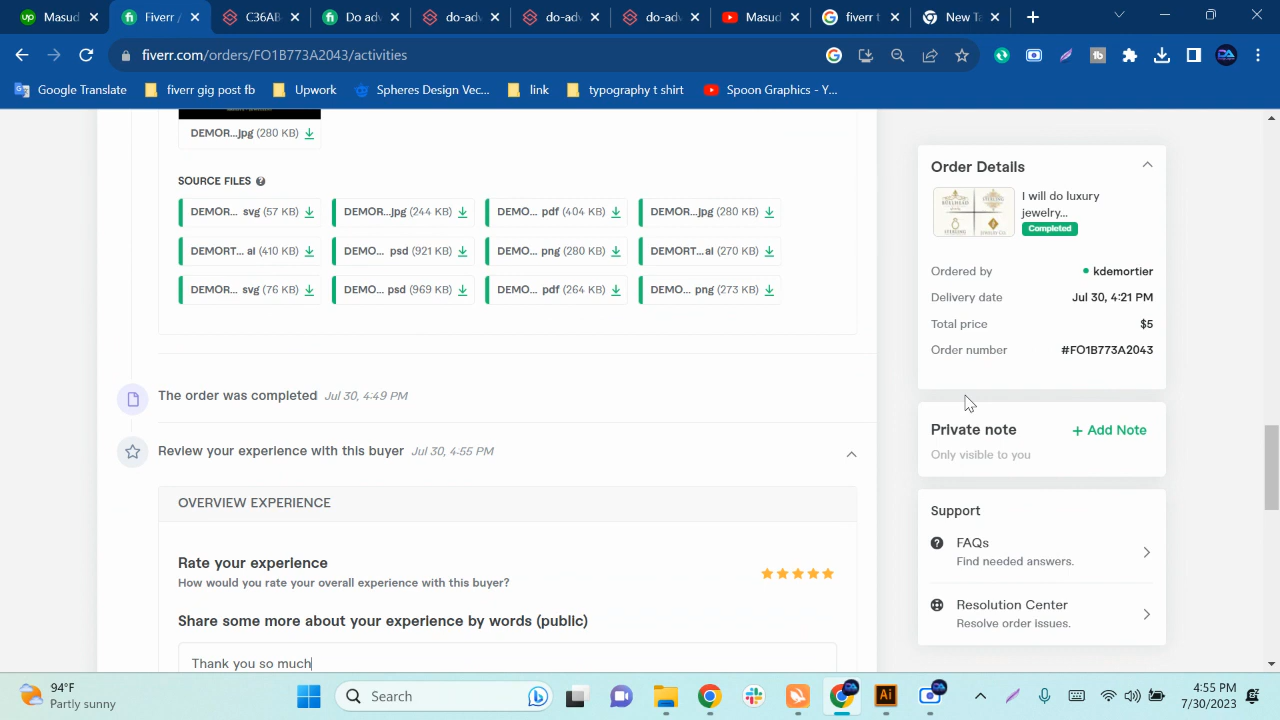 Masud
Fiverr /
C36AB
Do adv
do-adv
do-adv
do-adv
Masud
fiverr t
New Ta
fiverr.com/orders/FO1B773A2043/activities
Google Translate
fiverr gig post fb
Upwork
Spheres Design Vec...
link
typography t shirt
Spoon Graphics - Y...
DEMOR...jpg (280 KB)
SOURCE FILES
DEMOR... svg (57 KB)
DEMOR...jpg (244 KB)
DEMO... pdf (404 KB)
DEMOR...jpg (280 KB)
DEMORT... ai (410 KB)
DEMO... psd (921 KB)
DEMO... png (280 KB)
DEMORT...ai (270 KB)
DEMOR... svg (76 KB)
DEMO... psd (969 KB)
DEMO... pdf (264 KB)
DEMO... png (273 KB)
The order was completed Jul 30, 4:49 PM
Review your experience with this buyer Jul 30, 4:55 PM
OVERVIEW EXPERIENCE
Rate your experience
How would you rate your overall experience with this buyer?
Share some more about your experience by words (public)
Thank you so much
Order Details
I will do luxury
jewelry...
Completed
Ordered by kdemortier
Delivery date Jul 30, 4:21 PM
Total price $5
Order number #FO1B773A2043
Private note + Add Note
Only visible to you
Support
FAQs
Find needed answers.
Resolution Center
Resolve order issues.
94°F
Partly sunny
Search
4:55 PM
7/30/2023